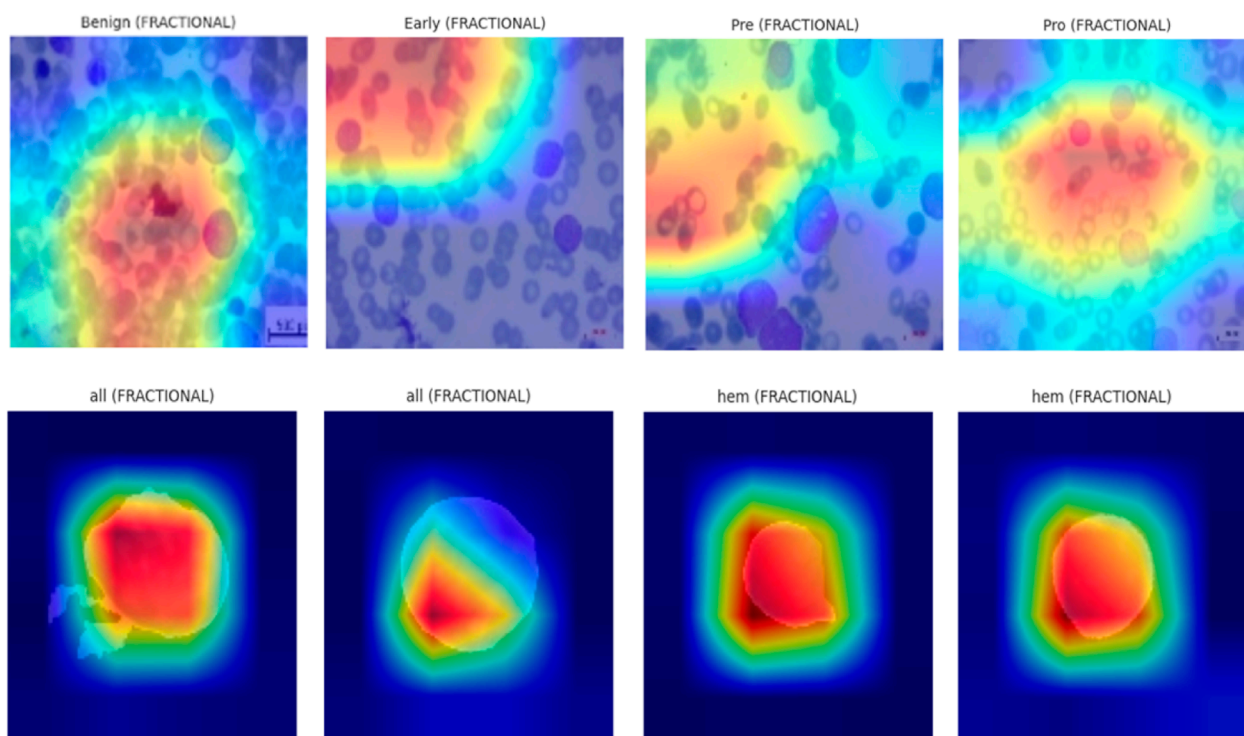 Benign (FRACTIONAL)
Early (FRACTIONAL)
Pre (FRACTIONAL)
Pro (FRACTIONAL)
all (FRACTIONAL)
all (FRACTIONAL)
hem (FRACTIONAL)
hem (FRACTIONAL)